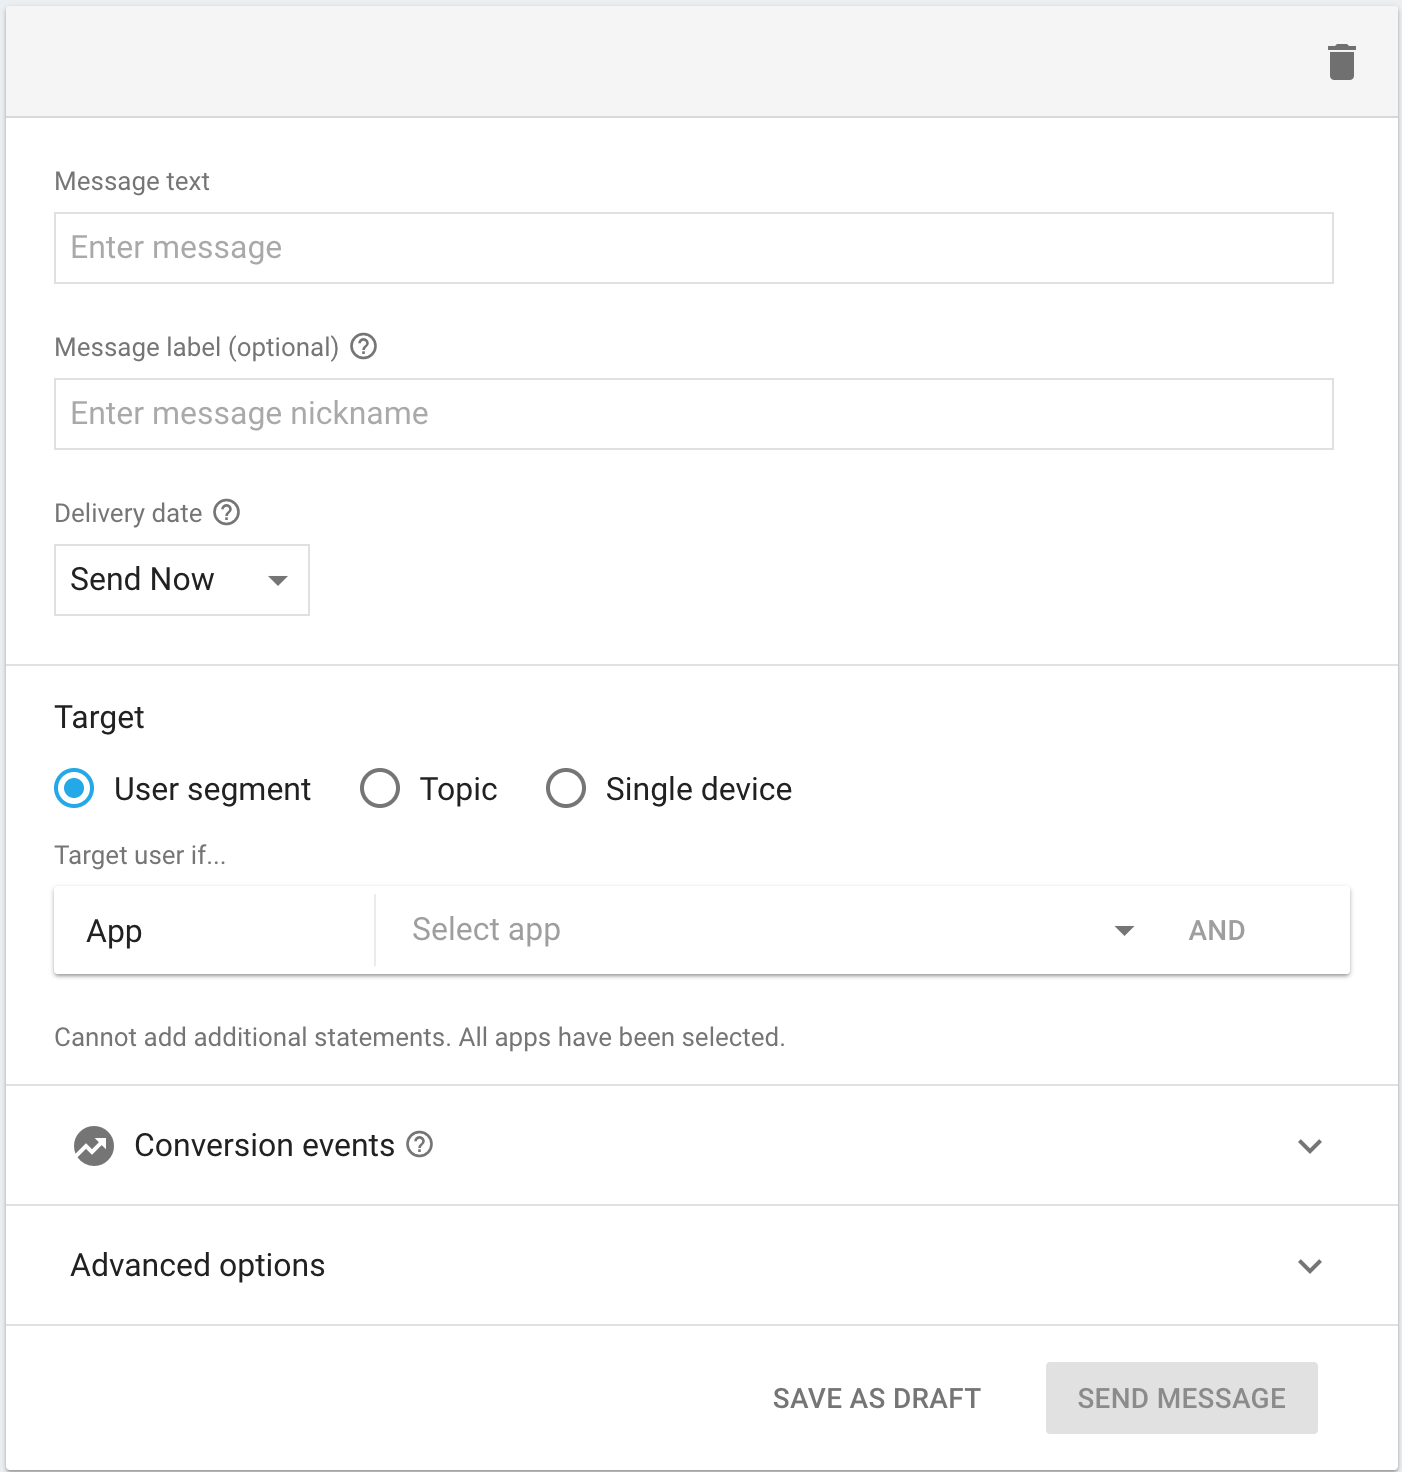 Message text
Enter message
Message label (optional)
Enter message nickname
Delivery date
Send Now
Target
User segment Topic Single device
Target user if...
App Select app AND
Cannot add additional statements. All apps have been selected.
Conversion events
Advanced options
SAVE AS DRAFT SEND MESSAGE